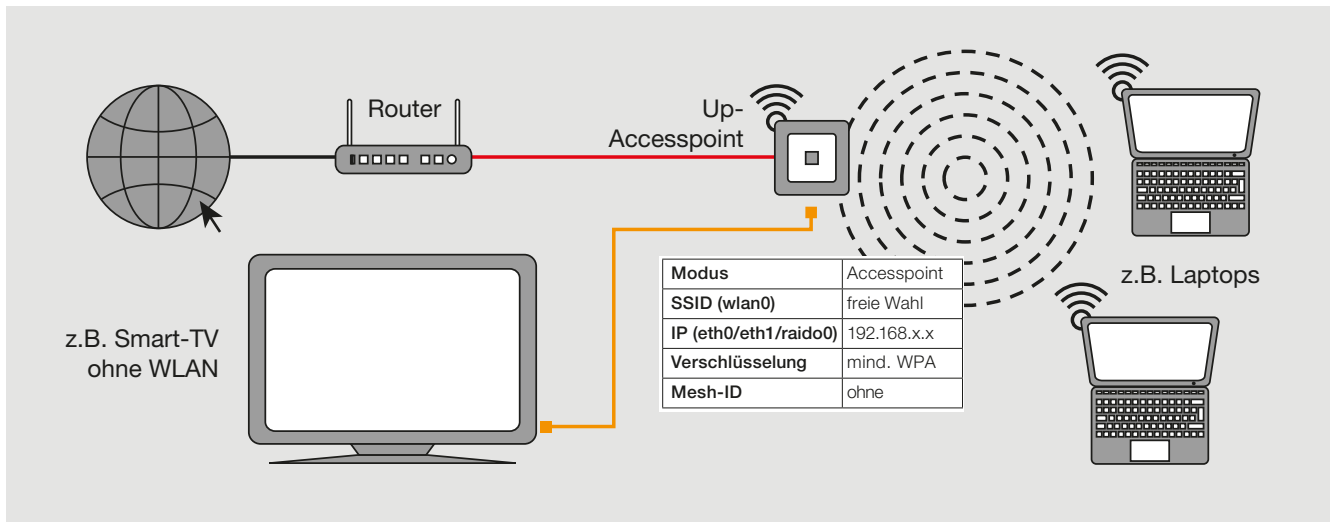 Router
Up-
Accesspoint
Modus Accesspoint
SSID (wlan0) freie Wahl
IP (eth0/eth1/raido0) 192.168.x.x
Verschlüsselung mind. WPA
Mesh-ID ohne
z.B. Laptops
z.B. Smart-TV
ohne WLAN